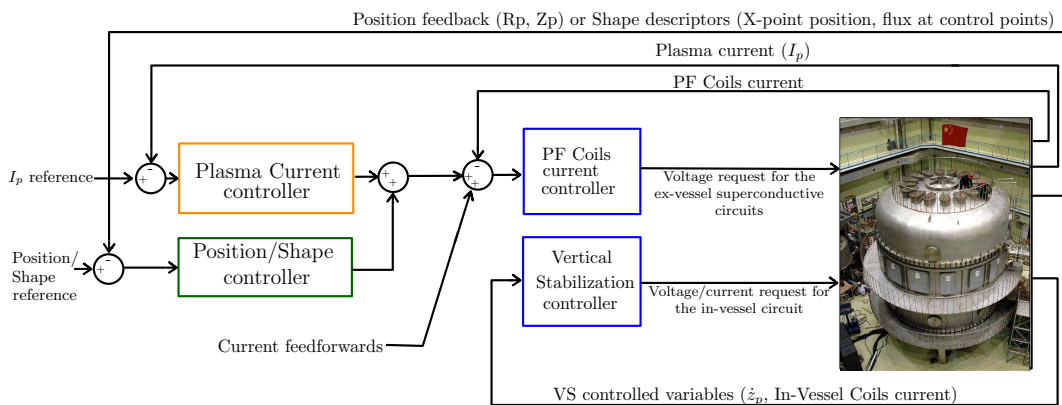 Position feedback (Rp, Zp) or Shape descriptors (X-point position, flux at control points)
Plasma current (I_p)
PF Coils current
I_p reference
+
-
Plasma Current
controller
+
+
+
+
-
PF Coils
current
controller
Voltage request for the
ex-vessel superconductive
circuits
Position/
Shape
reference
+
-
Position/Shape
controller
Vertical
Stabilization
controller
Voltage/current request for
the in-vessel circuit
Current feedforwards
VS controlled variables (ż_p, In-Vessel Coils current)